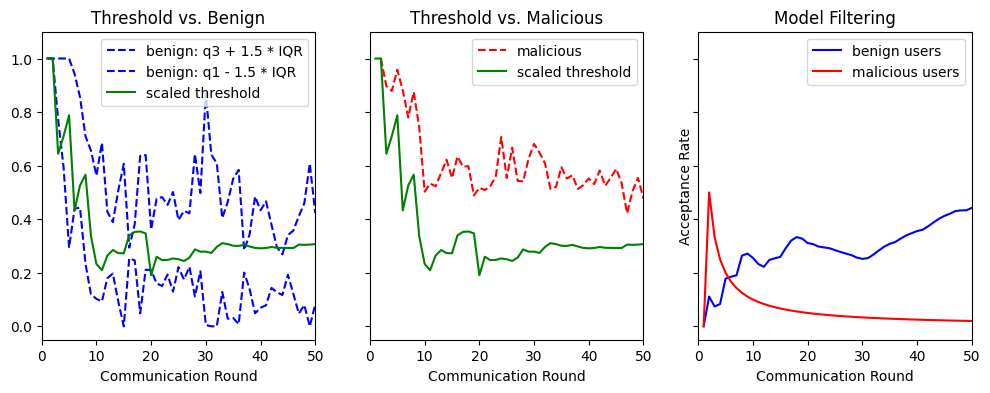 Threshold vs. Benign
benign: q3 + 1.5 * IQR
benign: q1 - 1.5 * IQR
scaled threshold
1.0
0.8
0.6
0.4
0.2
0.0
0 10 20 30 40 50
Communication Round
Threshold vs. Malicious
malicious
scaled threshold
0 10 20 30 40 50
Communication Round
Model Filtering
benign users
malicious users
Acceptance Rate
0 10 20 30 40 50
Communication Round